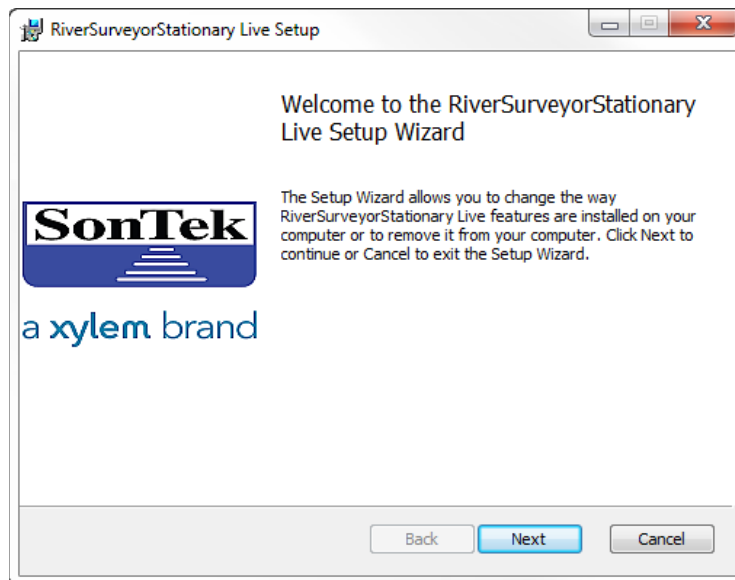 RiverSurveyorStationary Live Setup
Welcome to the RiverSurveyorStationary
Live Setup Wizard
The Setup Wizard allows you to change the way
RiverSurveyorStationary Live features are installed on your
computer or to remove it from your computer. Click Next to
continue or Cancel to exit the Setup Wizard.
SonTek
a xylem brand
Back Next Cancel